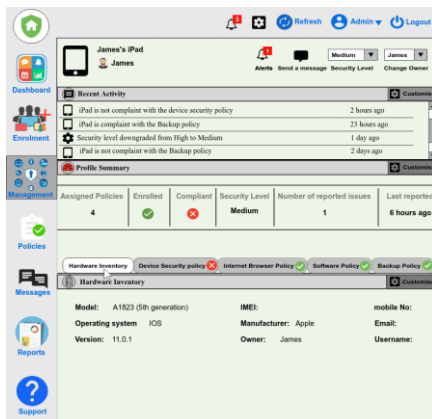 3
Refresh
Admin
Logout
James's iPad
James
1
Alerts
Send a message
Medium
Security Level
James
Change Owner
Dashboard
Recent Activity
Customise
iPad is not complaint with the device security policy 2 hours ago
iPad is not complaint with the Backup policy 23 hours ago
Security level downgraded from High to Medium 1 day ago
iPad is not complaint with the Backup policy 2 days ago
Enrolment
Profile Summary
Customise
Management
Assigned Policies Enrolled Compliant Security Level Number of reported issues Last reported
4 Medium 1 6 hours ago
Policies
Hardware Inventory Device Security policy Internet Browser Policy Software Policy Backup Policy
Hardware Inventory
Customise
Messages
Model: A1823 (5th generation) IMEI: mobile No:
Operating system IOS Manufacturer: Apple Email:
Version: 11.0.1 Owner: James Username:
Reports
Support